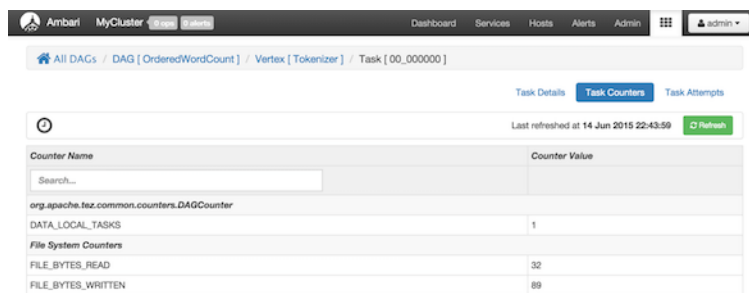 Ambari MyCluster 0 ops 0 alerts Dashboard Services Hosts Alerts Admin admin
All DAGs / DAG [ OrderedWordCount ] / Vertex [ Tokenizer ] / Task [ 00_000000 ]
Task Details Task Counters Task Attempts
Last refreshed at 14 Jun 2015 22:43:59 Refresh
Counter Name Counter Value
Search...
org.apache.tez.common.counters.DAGCounter
DATA_LOCAL_TASKS 1
File System Counters
FILE_BYTES_READ 32
FILE_BYTES_WRITTEN 89